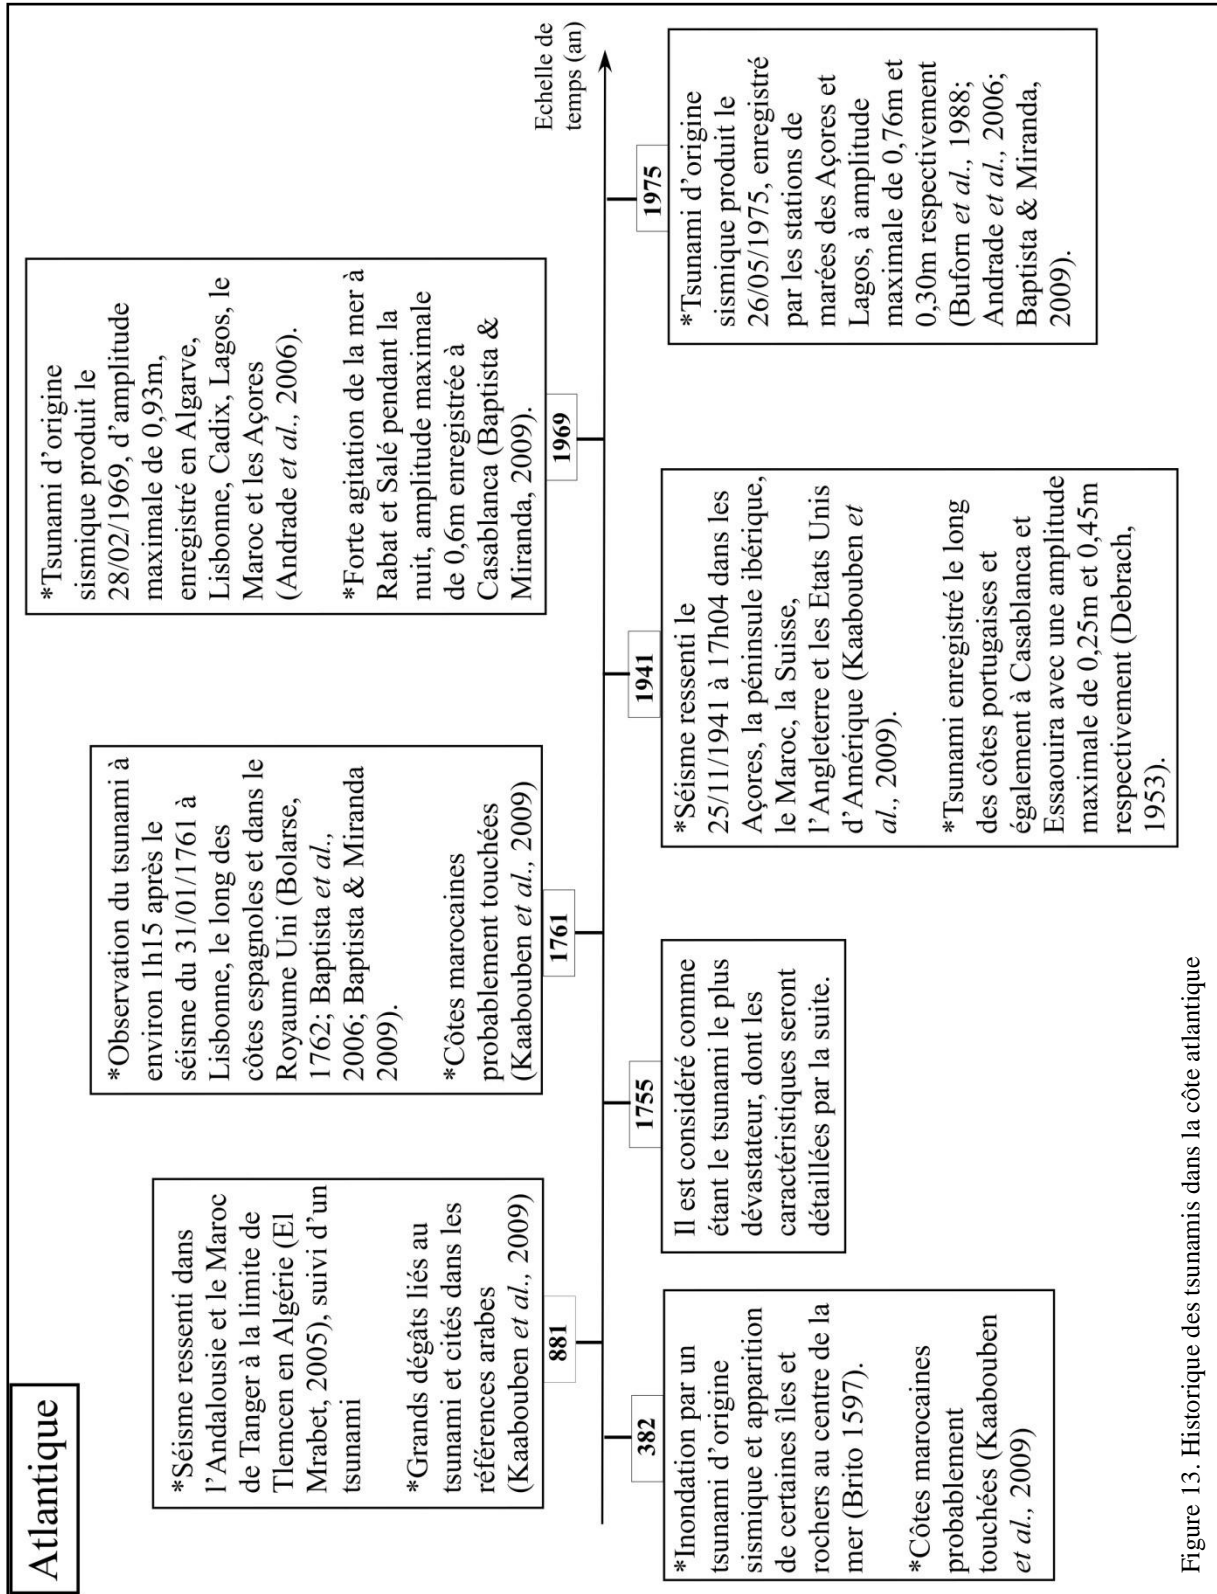 Atlantique
*Séisme ressenti dans
l'Andalousie et le Maroc
de Tanger à la limite de
Tlencen en Algérie (El
Mrabet, 2005), suivi d'un
tsunami
*Grands dégâts liés au
tsunami et cités dans les
références arabes
(Kaabouben et al., 2009)
881
*Observation du tsunami à
environ 1h15 après le
séisme du 31/01/1761 à
Lisbonne, le long des
côtes espagnoles et dans le
Royaume Uni (Bolarse,
1762; Baptista et al.,
2006; Baptista & Miranda
2009).
*Côtes marocaines
probablement touchées
(Kaabouben et al., 2009)
1761
*Tsunami d'origine
sismique produit le
28/02/1969, d'amplitude
maximale de 0,93m,
enregistré en Algarve,
Lisbonne, Cadix, Lagos, le
Maroc et les Açores
(Andrade et al., 2006).
*Forte agitation de la mer à
Rabat et Salé pendant la
nuit, amplitude maximale
de 0,6m enregistrée à
Casablanca (Baptista &
Miranda, 2009).
1969
Echelle de
temps (an)
382
*Inondation par un
tsunami d'origine
sismique et apparition
de certaines îles et
rochers au centre de la
mer (Brito 1597).
*Côtes marocaines
probablement
touchées (Kaabouben
et al., 2009)
1755
Il est considéré comme
étant le tsunami le plus
dévastateur, dont les
caractéristiques seront
détaillées par la suite.
1941
*Séisme ressenti le
25/11/1941 à 17h04 dans les
Açores, la péninsule ibérique,
le Maroc, la Suisse,
l'Angleterre et les Etats Unis
d'Amérique (Kaabouben et
al., 2009).
*Tsunami enregistré le long
des côtes portugaises et
également à Casablanca et
Essaouira avec une amplitude
maximale de 0,25m et 0,45m
respectivement (Debrach,
1953).
1975
*Tsunami d'origine
sismique produit le
26/05/1975, enregistré
par les stations de
marées des Açores et
Lagos, à amplitude
maximale de 0,76m et
0,30m respectivement
(Buforn et al., 1988;
Andrade et al., 2006;
Baptista & Miranda,
2009).
Figure 13. Historique des tsunamis dans la côte atlantique